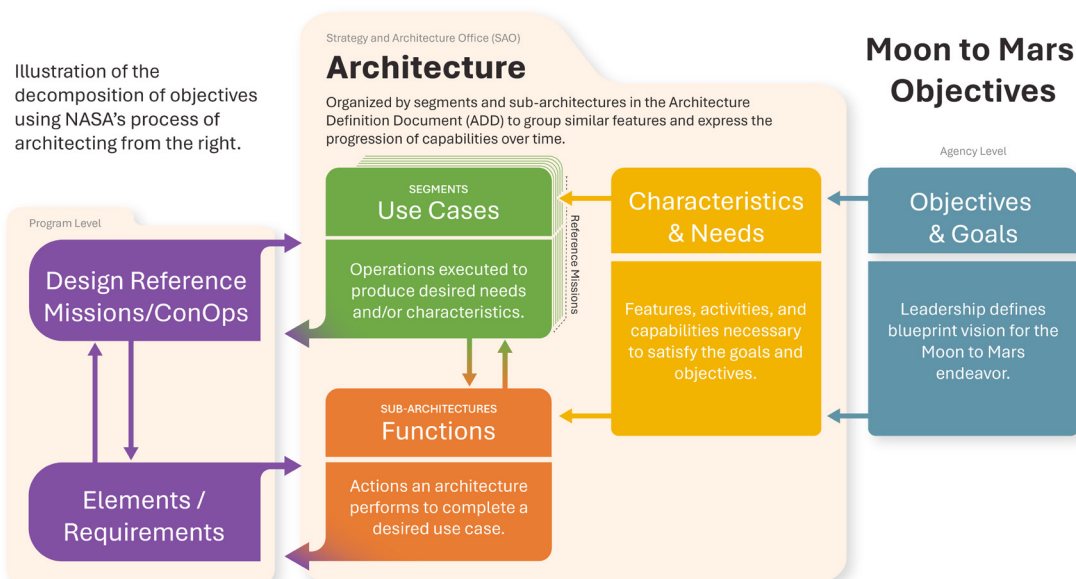 Illustration of the
decomposition of objectives
using NASA’s process of
architecting from the right.
Strategy and Architecture Office (SAO)
Architecture
Organized by segments and sub-architectures in the Architecture
Definition Document (ADD) to group similar features and express the
progression of capabilities over time.
Moon to Mars
Objectives
Agency Level
Program Level
Design Reference
Missions/ConOps
Elements /
Requirements
SEGMENTS
Use Cases
Operations executed to
produce desired needs
and/or characteristics.
Reference Missions
SUB-ARCHITECTURES
Functions
Actions an architecture
performs to complete a
desired use case.
Characteristics
& Needs
Features, activities, and
capabilities necessary
to satisfy the goals and
objectives.
Objectives
& Goals
Leadership defines
blueprint vision for the
Moon to Mars
endeavor.